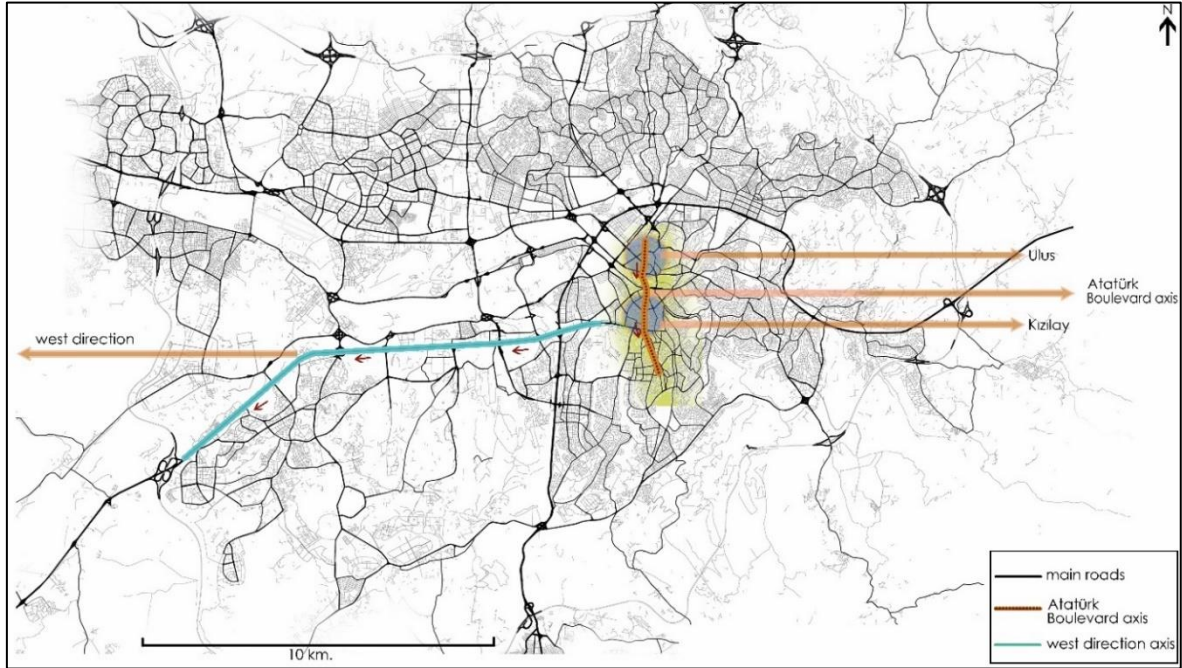 N
Ulus
Atatürk
Boulevard axis
Kızılay
west direction
main roads
Atatürk
Boulevard axis
west direction axis
10 km.